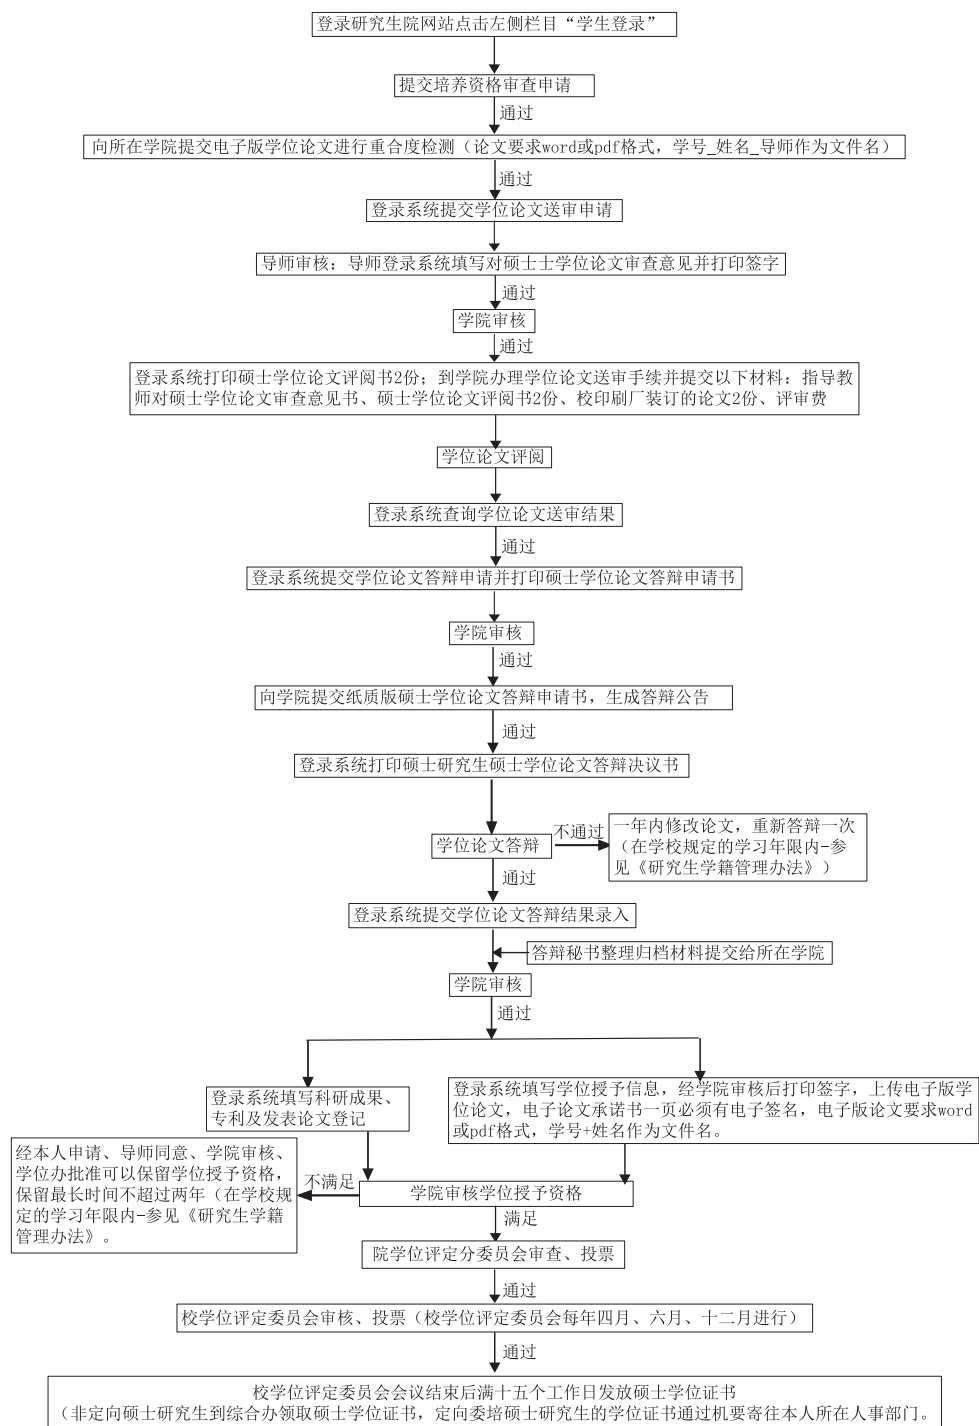 登录研究生院网站点击左侧栏目“学生登录”
提交培养资格审查申请
通过
向所在学院提交电子版学位论文进行重合度检测（论文要求word或pdf格式，学号_姓名_导师作为文件名）
通过
登录系统提交学位论文送审申请
导师审核：导师登录系统填写对硕士士学位论文审查意见并打印签字
通过
学院审核
通过
登录系统打印硕士学位论文评阅书2份；到学院办理学位论文送审手续并提交以下材料：指导教
师对硕士学位论文审查意见书、硕士学位论文评阅书2份、校印刷厂装订的论文2份、评审费
学位论文评阅
登录系统查询学位论文送审结果
通过
登录系统提交学位论文答辩申请并打印硕士学位论文答辩申请书
学院审核
通过
向学院提交纸质版硕士学位论文答辩申请书，生成答辩公告
通过
登录系统打印硕士研究生硕士学位论文答辩决议书
学位论文答辩
不通过
一年内修改论文，重新答辩一次
（在学校规定的学习年限内-参
见《研究生学籍管理办法》）
通过
登录系统提交学位论文答辩结果录入
答辩秘书整理归档材料提交给所在学院
学院审核
通过
登录系统填写科研成果、
专利及发表论文登记
登录系统填写学位授予信息，经学院审核后打印签字，上传电子版学
位论文，电子论文承诺书一页必须有电子签名，电子版论文要求word
或pdf格式，学号+姓名作为文件名。
经本人申请、导师同意、学院审核、
学位办批准可以保留学位授予资格，
保留最长时间不超过两年（在学校规
定的学习年限内-参见《研究生学籍
管理办法》。
不满足
学院审核学位授予资格
满足
院学位评定分委员会审查、投票
通过
校学位评定委员会审核、投票（校学位评定委员会每年四月、六月、十二月进行）
通过
校学位评定委员会会议结束后满十五个工作日发放硕士学位证书
（非定向硕士研究生到综合办领取硕士学位证书，定向委培硕士研究生的学位证书通过机要寄往本人所在人事部门。